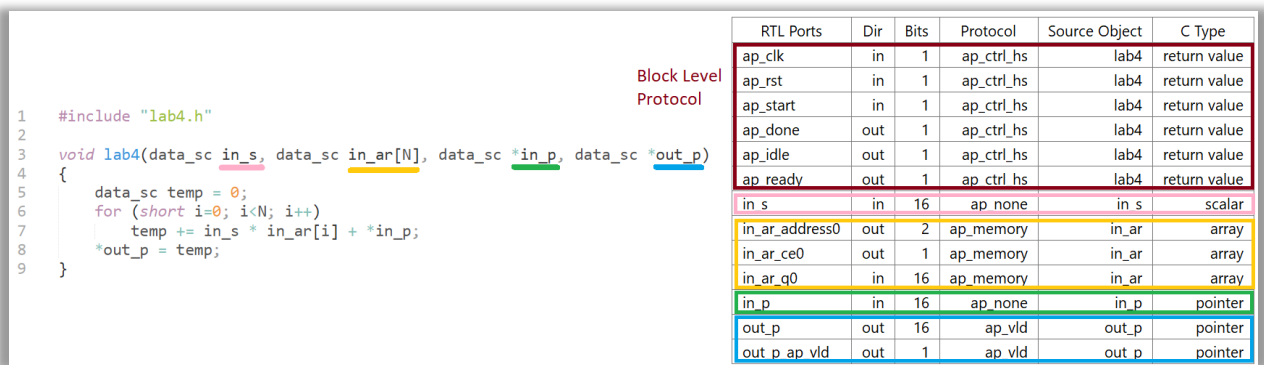 1 #include "lab4.h"
2
3 void lab4(data_sc in_s, data_sc in_ar[N], data_sc *in_p, data_sc *out_p)
4 {
5 data_sc temp = 0;
6 for (short i=0; i<N; i++)
7 temp += in_s * in_ar[i] + *in_p;
8 *out_p = temp;
9 }
Block Level
Protocol
RTL Ports Dir Bits Protocol Source Object C Type
ap_clk in 1 ap_ctrl_hs lab4 return value
ap_rst in 1 ap_ctrl_hs lab4 return value
ap_start in 1 ap_ctrl_hs lab4 return value
ap_done out 1 ap_ctrl_hs lab4 return value
ap_idle out 1 ap_ctrl_hs lab4 return value
ap_ready out 1 ap_ctrl_hs lab4 return value
in_s in 16 ap_none in_s scalar
in_ar_address0 out 2 ap_memory in_ar array
in_ar_ce0 out 1 ap_memory in_ar array
in_ar_q0 in 16 ap_memory in_ar array
in_p in 16 ap_none in_p pointer
out_p out 16 ap_vld out_p pointer
out_p_ap_vld out 1 ap_vld out_p pointer